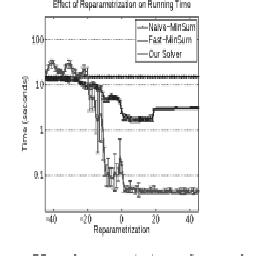 Effect of Reparametrization on Running Time
Naive-MinSum
Fast-MinSum
Our Solver
Time (seconds)
100
10
1
0.1
-40 -20 0 20 40
Reparametrization